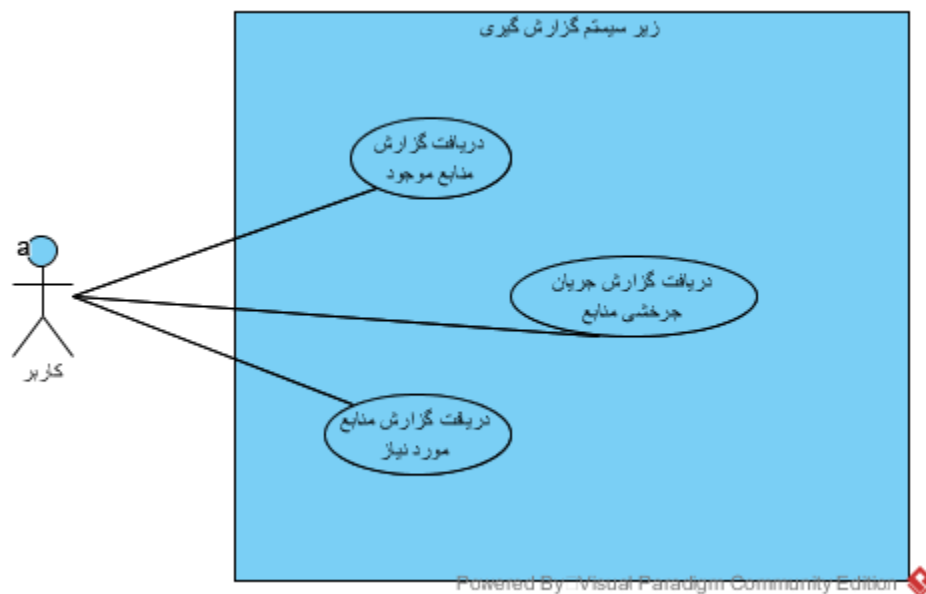 زیر سیستم گزارش گیری
دریافت گزارش
منابع موجود
دریافت گزارش جریان
چرخشی منابع
a
کاربر
دریافت گزارش منابع
مورد نیاز
Powered By Visual Paradigm Community Edition